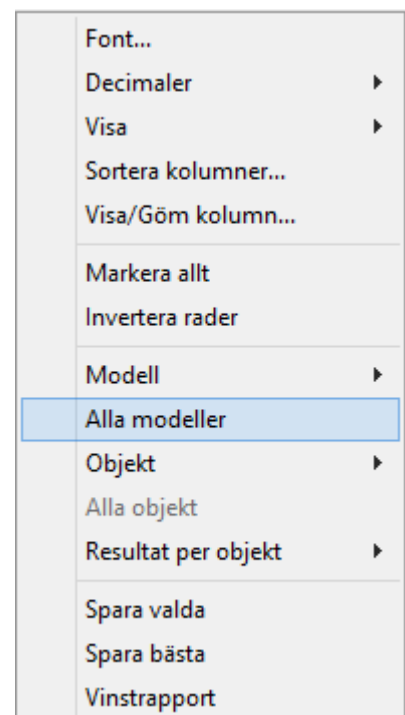 Font...
Decimaler
Visa
Sortera kolumner...
Visa/Göm kolumn...
Markera allt
Invertera rader
Modell
Alla modeller
Objekt
Alla objekt
Resultat per objekt
Spara valda
Spara bästa
Vinstrapport